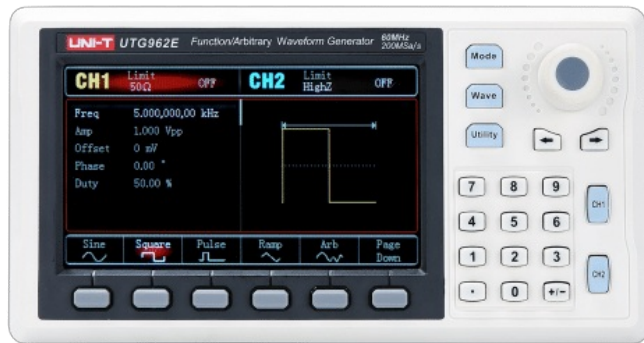 UNI-T UTG962E Function/Arbitrary Waveform Generator 60MHz 200MSa/s
CH1 Limit 50Ω OFF CH2 Limit HighZ OFF
Freq 5.000,000,00 kHz
Amp 1.000 Vpp
Offset 0 mV
Phase 0.00 °
Duty 50.00 %
Sine Square Pulse Ramp Arb Page Down
Mode
Wave
Utility
7 8 9
CH1
4 5 6
1 2 3
CH2
. 0 +/-